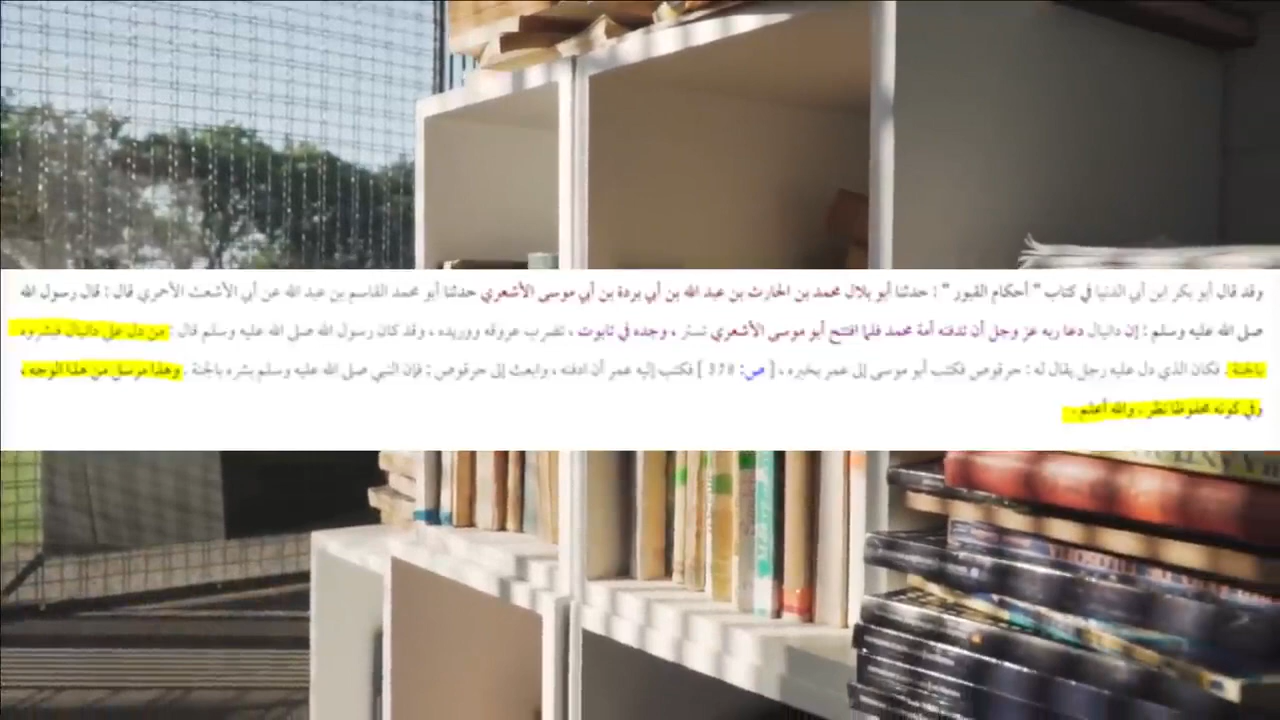 وقد قال أبو بكر ابن أبي الدنيا في كتاب " أحكام القبور " : حدثنا أبو بلال محمد بن الحارث بن عبد الله بن أبي بردة بن أبي موسى الأشعري حدثنا أبو محمد القاسم بن عبد الله عن أبي الأشعث الأحمري قال : قال رسول الله
صلى الله عليه وسلم : إن دانيال دعا ربه عز وجل أن تدفنه أمة محمد فلما افتتح أبو موسى الأشعري تستر ، وجده في تابوت ، تضرب عروقه ووريده ، وقد كان رسول الله صلى الله عليه وسلم قال : من دل على دانيال فبشروه
بالجنة . فكان الذي دل عليه رجل يقال له : حرقوص فكتب أبو موسى إلى عمر بخبره ، [ ص: 378 ] فكتب إليه عمر أن ادفنه ، وابعث إلى حرقوص ; فإن النبي صلى الله عليه وسلم بشره بالجنة . وهذا مرسل من هذا الوجه ،
وفي كونه محفوظا نظر . والله أعلم .